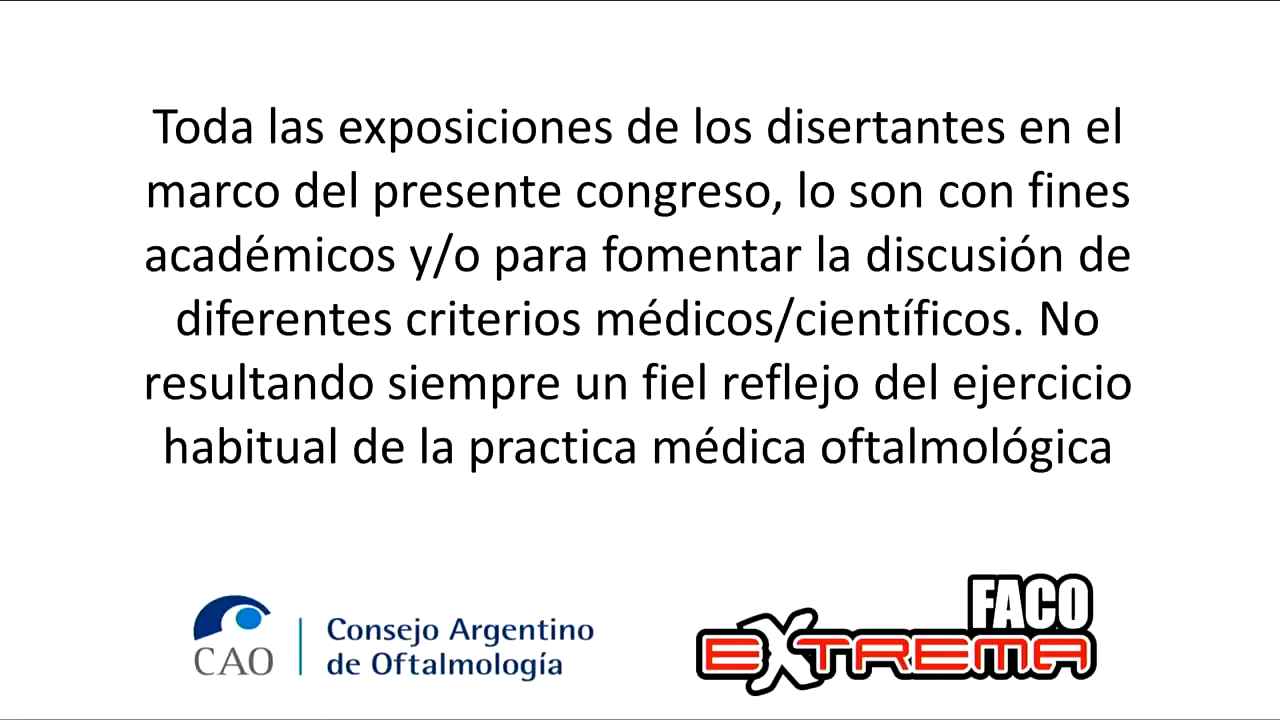 Toda las exposiciones de los disertantes en el
marco del presente congreso, lo son con fines
académicos y/o para fomentar la discusión de
diferentes criterios médicos/científicos. No
resultando siempre un fiel reflejo del ejercicio
habitual de la practica médica oftalmológica
CAO
Consejo Argentino
de Oftalmología
FACO
EXTREMA